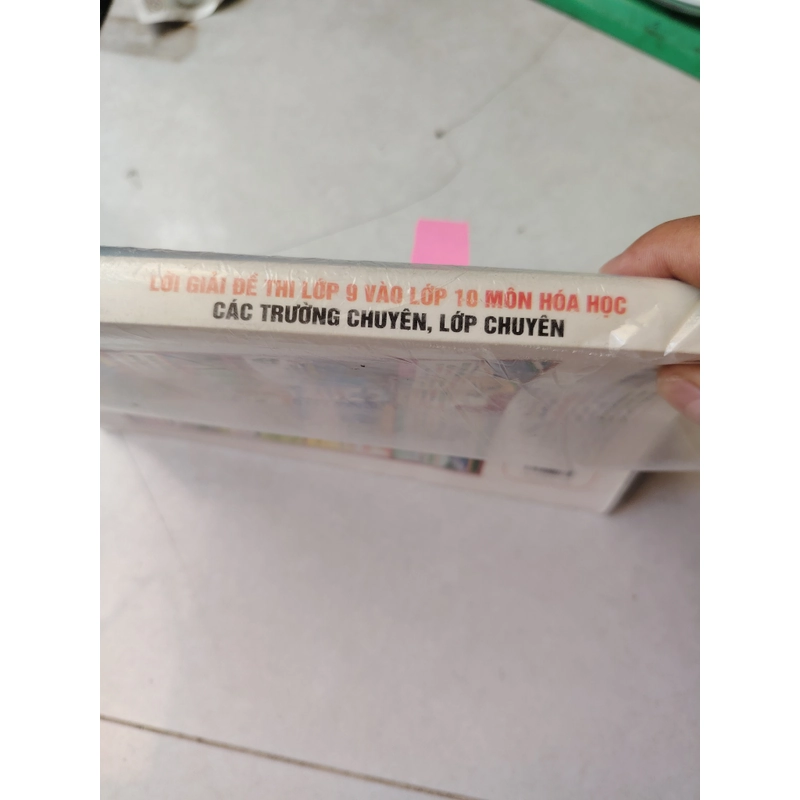 LỜI GIẢI ĐỀ THI LỚP 9 VÀO LỚP 10 MÔN HÓA HỌC
CÁC TRƯỜNG CHUYÊN, LỚP CHUYÊN